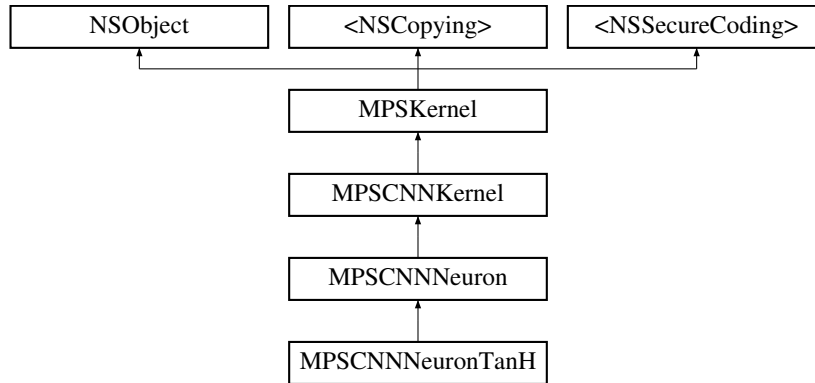 NSObject
<NSCopying>
<NSSecureCoding>
MPSKernel
MPSCNNKernel
MPSCNNNeuron
MPSCNNNeuronTanH